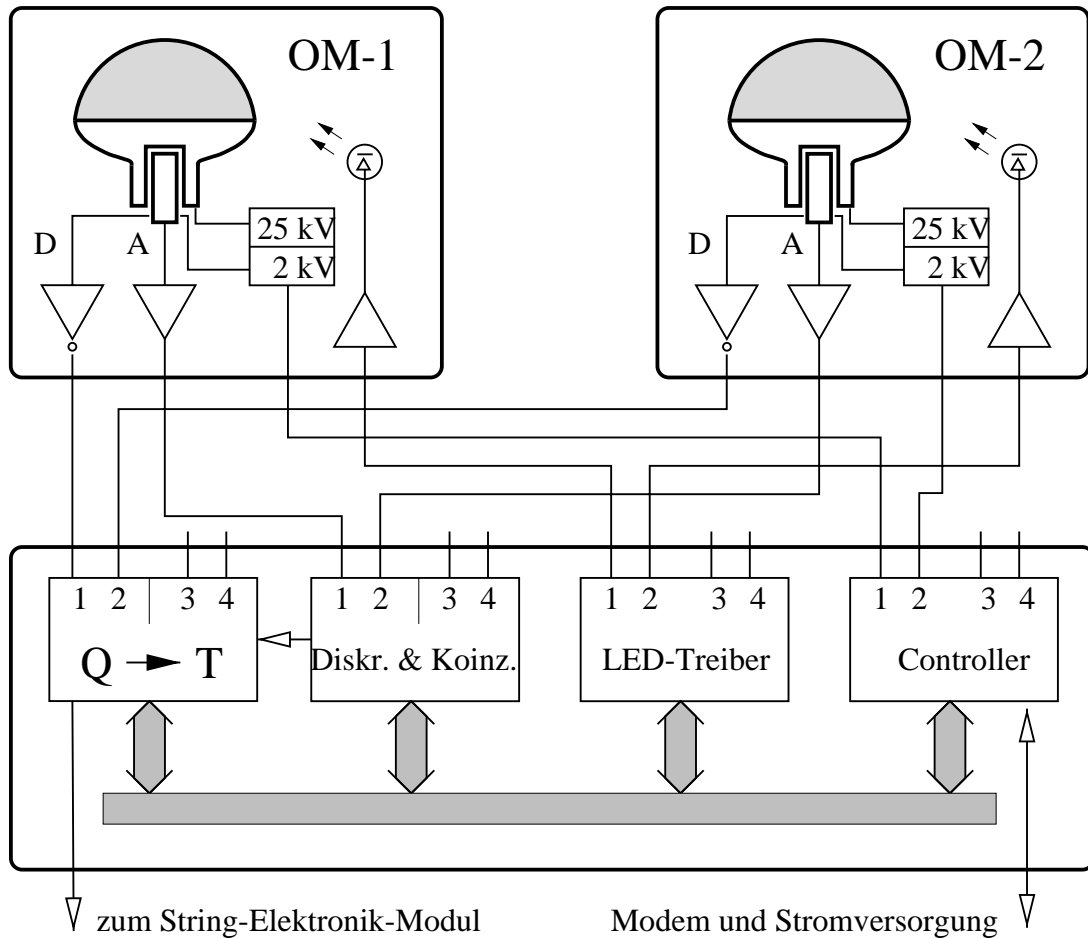 OM-1
OM-2
D
A
25 kV
2 kV
D
A
25 kV
2 kV
1 2 3 4
Q T
1 2 3 4
Diskr. & Koinz.
1 2 3 4
LED-Treiber
1 2 3 4
Controller
zum String-Elektronik-Modul
Modem und Stromversorgung